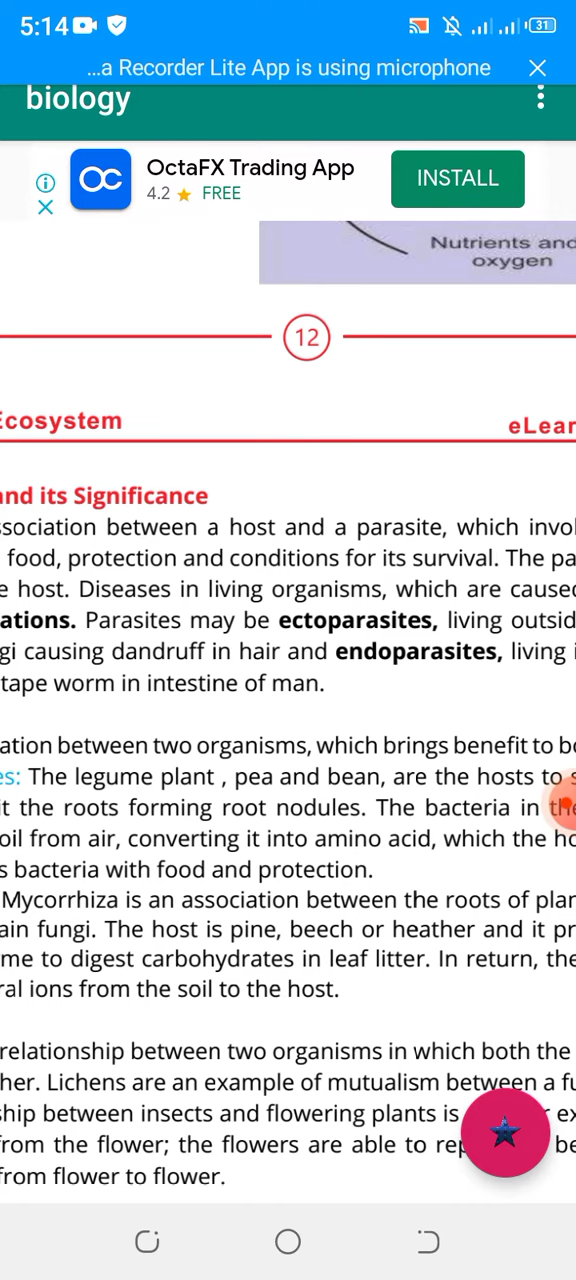 5:14
31
...a Recorder Lite App is using microphone
biology
OctaFX Trading App
4.2 ★ FREE
INSTALL
Nutrients and
oxygen
12
Ecosystem
eLear
and its Significance
ssociation between a host and a parasite, which invol
food, protection and conditions for its survival. The pa
e host. Diseases in living organisms, which are caused
ations. Parasites may be ectoparasites, living outsid
gi causing dandruff in hair and endoparasites, living i
tape worm in intestine of man.
ation between two organisms, which brings benefit to bo
es: The legume plant , pea and bean, are the hosts to s
it the roots forming root nodules. The bacteria in the
oil from air, converting it into amino acid, which the ho
s bacteria with food and protection.
Mycorrhiza is an association between the roots of plan
ain fungi. The host is pine, beech or heather and it pr
me to digest carbohydrates in leaf litter. In return, the
ral ions from the soil to the host.
relationship between two organisms in which both the
her. Lichens are an example of mutualism between a fu
ship between insects and flowering plants is ex
from the flower; the flowers are able to rep be
from flower to flower.